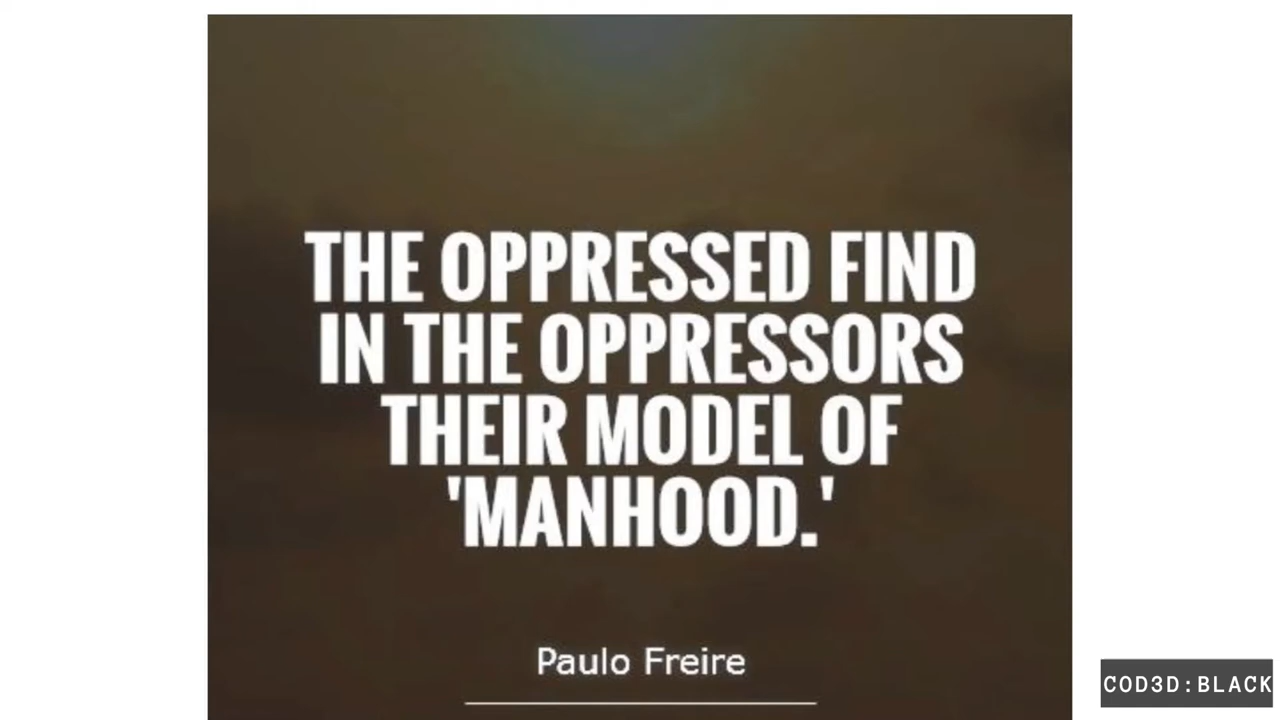 THE OPPRESSED FIND
IN THE OPPRESSORS
THEIR MODEL OF
'MANHOOD.'
Paulo Freire
COD3D:BLACK